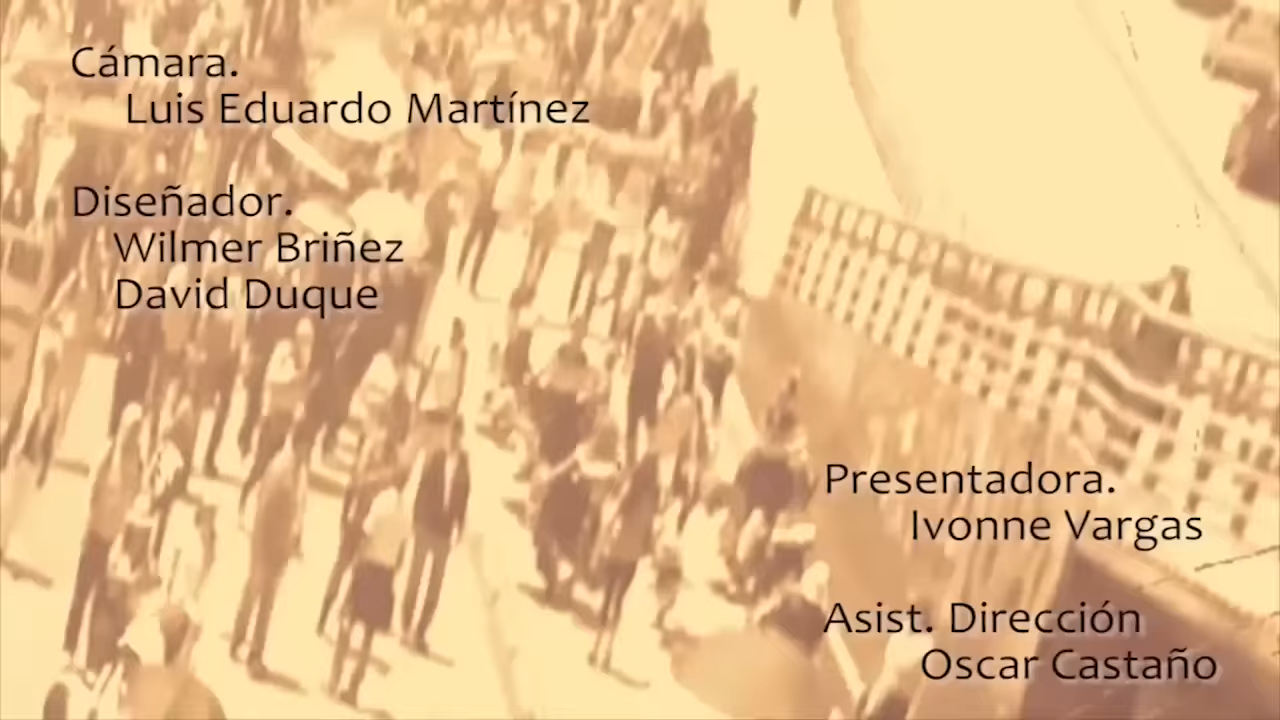 Cámara.
Luis Eduardo Martínez
Diseñador.
Wilmer Briñez
David Duque
Presentadora.
Ivonne Vargas
Asist. Dirección
Oscar Castaño